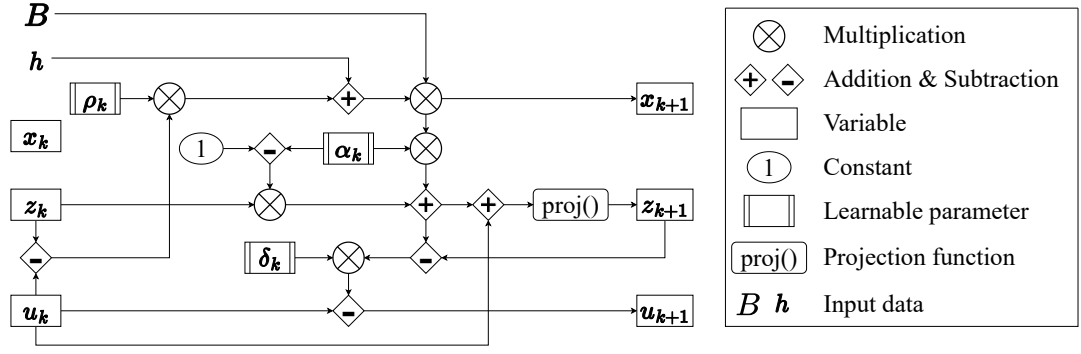 B
h
ρₖ
+
xₖ₊₁
xₖ
1
-
αₖ
zₖ
+
+
proj()
zₖ₊₁
-
δₖ
-
uₖ
-
uₖ₊₁
Multiplication
+ - Addition & Subtraction
Variable
1 Constant
Learnable parameter
proj() Projection function
B h Input data